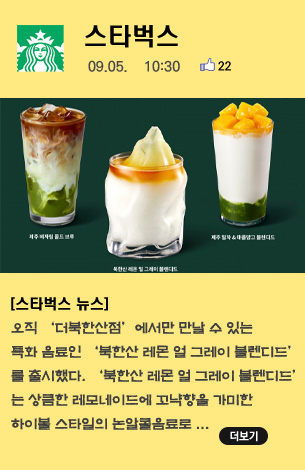 스타벅스
09.05. 10:30 22
제주 비자림 콜드 브루
북한산 레몬 얼 그레이 블렌디드
제주 말차 & 애플망고 블렌디드
[스타벅스 뉴스]
오직 ‘더북한산점’ 에서만 만날 수 있는
특화 음료인 ‘북한산 레몬 얼 그레이 블렌디드’
를 출시했다. ‘북한산 레몬 얼 그레이 블렌디드’
는 상큼한 레모네이드에 꼬냑향을 가미한
하이볼 스타일의 논알콜음료로 ...
더보기